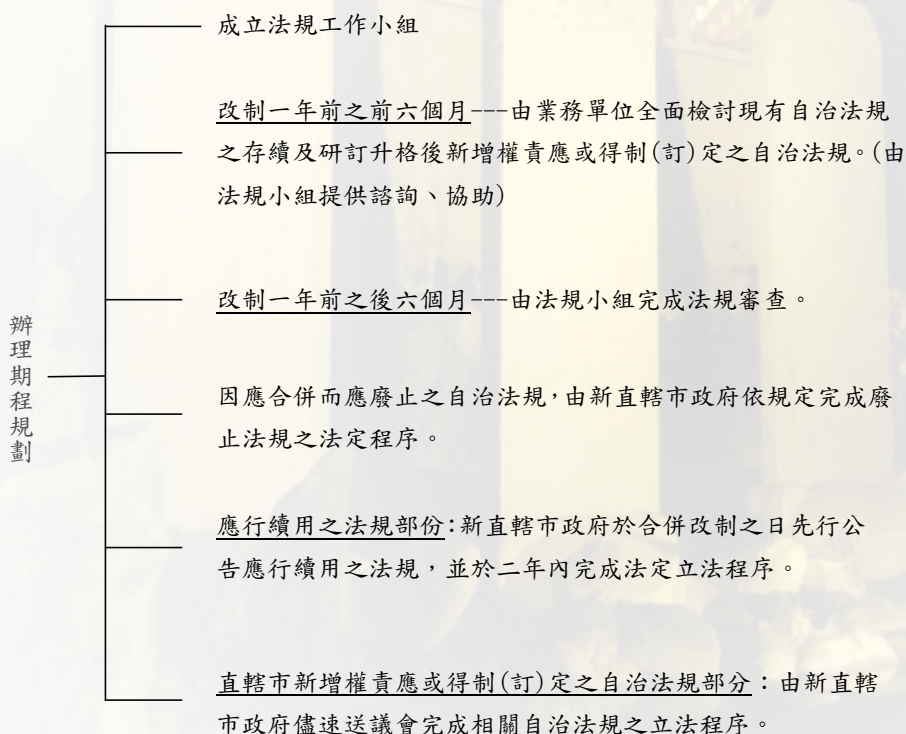 辦理期程規劃
成立法規工作小組
改制一年前之前六個月---由業務單位全面檢討現有自治法規
之存續及研訂升格後新增權責應或得制(訂)定之自治法規。(由
法規小組提供諮詢、協助)
改制一年前之後六個月---由法規小組完成法規審查。
因應合併而應廢止之自治法規，由新直轄市政府依規定完成廢
止法規之法定程序。
應行續用之法規部份:新直轄市政府於合併改制之日先行公
告應行續用之法規，並於二年內完成法定立法程序。
直轄市新增權責應或得制(訂)定之自治法規部分：由新直轄
市政府儘速送議會完成相關自治法規之立法程序。